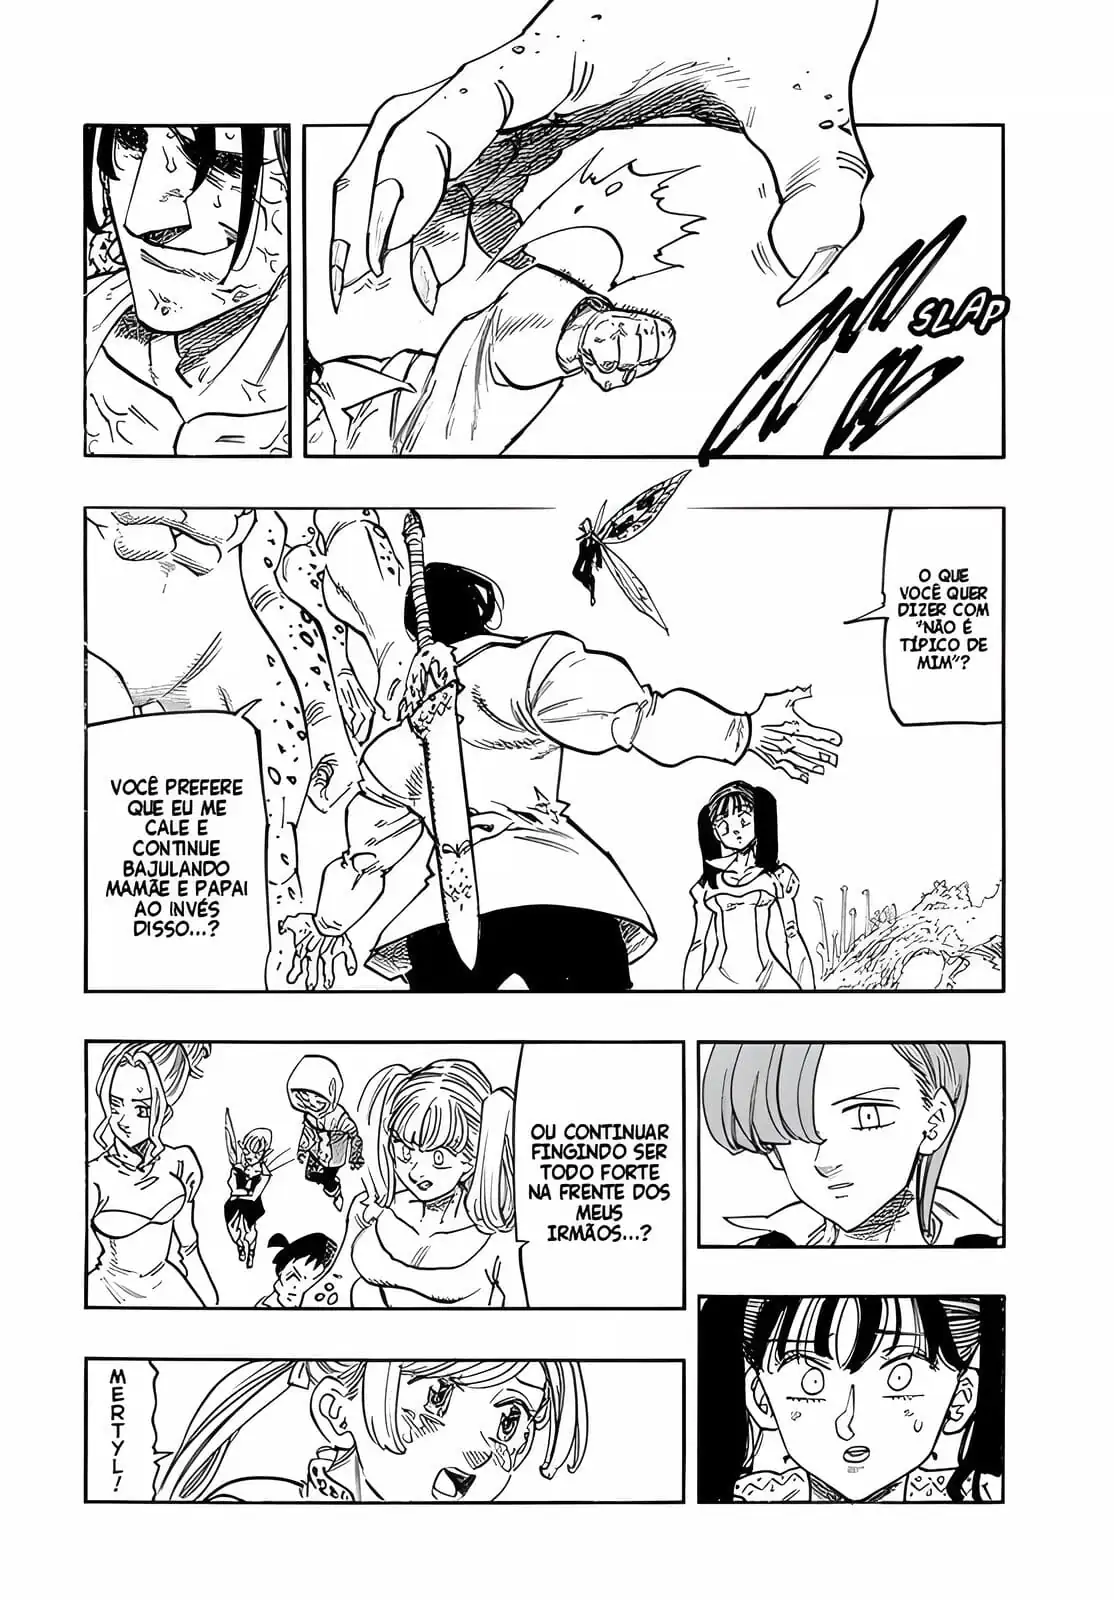 SLAP
O QUE
VOCÊ QUER
DIZER COM
"NÃO É
TÍPICO DE
MIM"?
VOCÊ PREFERE
QUE EU ME
CALE E
CONTINUE
BAJULANDO
MAMÃE E PAPAI
AO INVÉS
DISSO...?
OU CONTINUAR
FINGINDO SER
TODO FORTE
NA FRENTE DOS
MEUS
IRMÃOS...?
MERTYL!